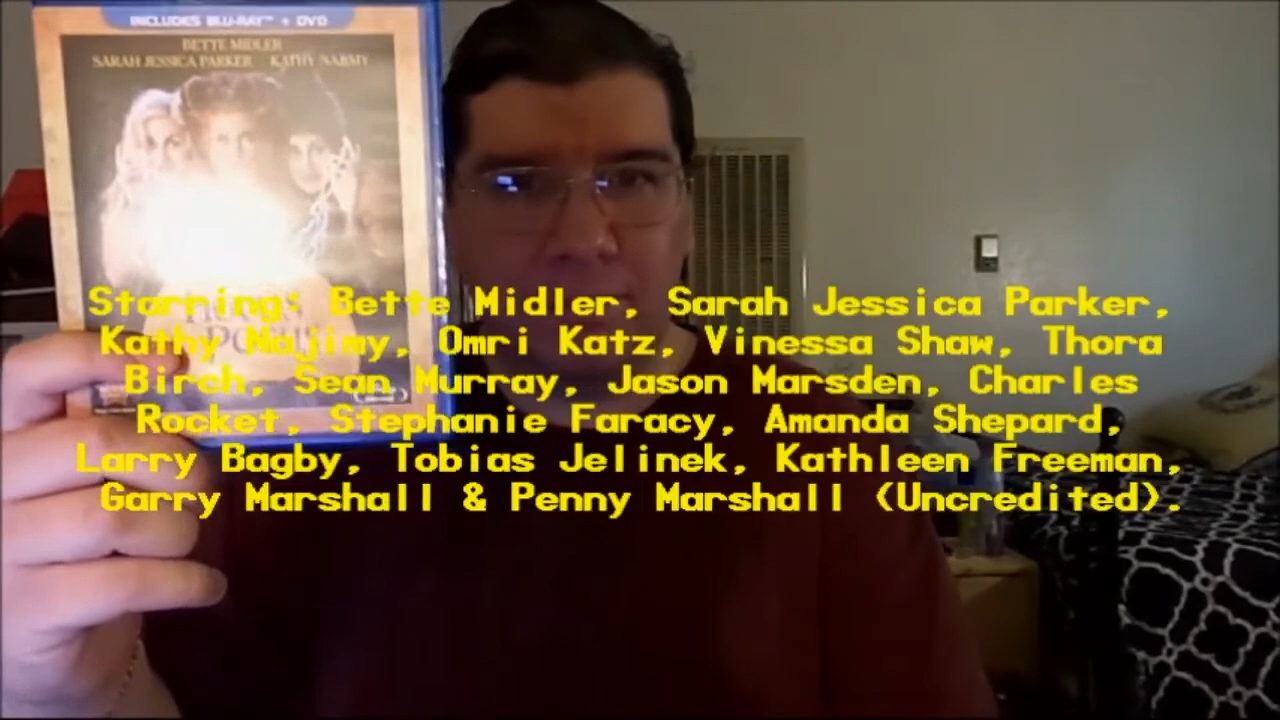 INCLUDES BLU-RAY™ + DVD
BETTE MIDLER
SARAH JESSICA PARKER KATHY NAJIMY
Starring: Bette Midler, Sarah Jessica Parker,
Kathy Najimy, Omri Katz, Vinessa Shaw, Thora
Birch, Sean Murray, Jason Marsden, Charles
Rocket, Stephanie Faracy, Amanda Shepard,
Larry Bagby, Tobias Jelinek, Kathleen Freeman,
Garry Marshall & Penny Marshall (Uncredited).